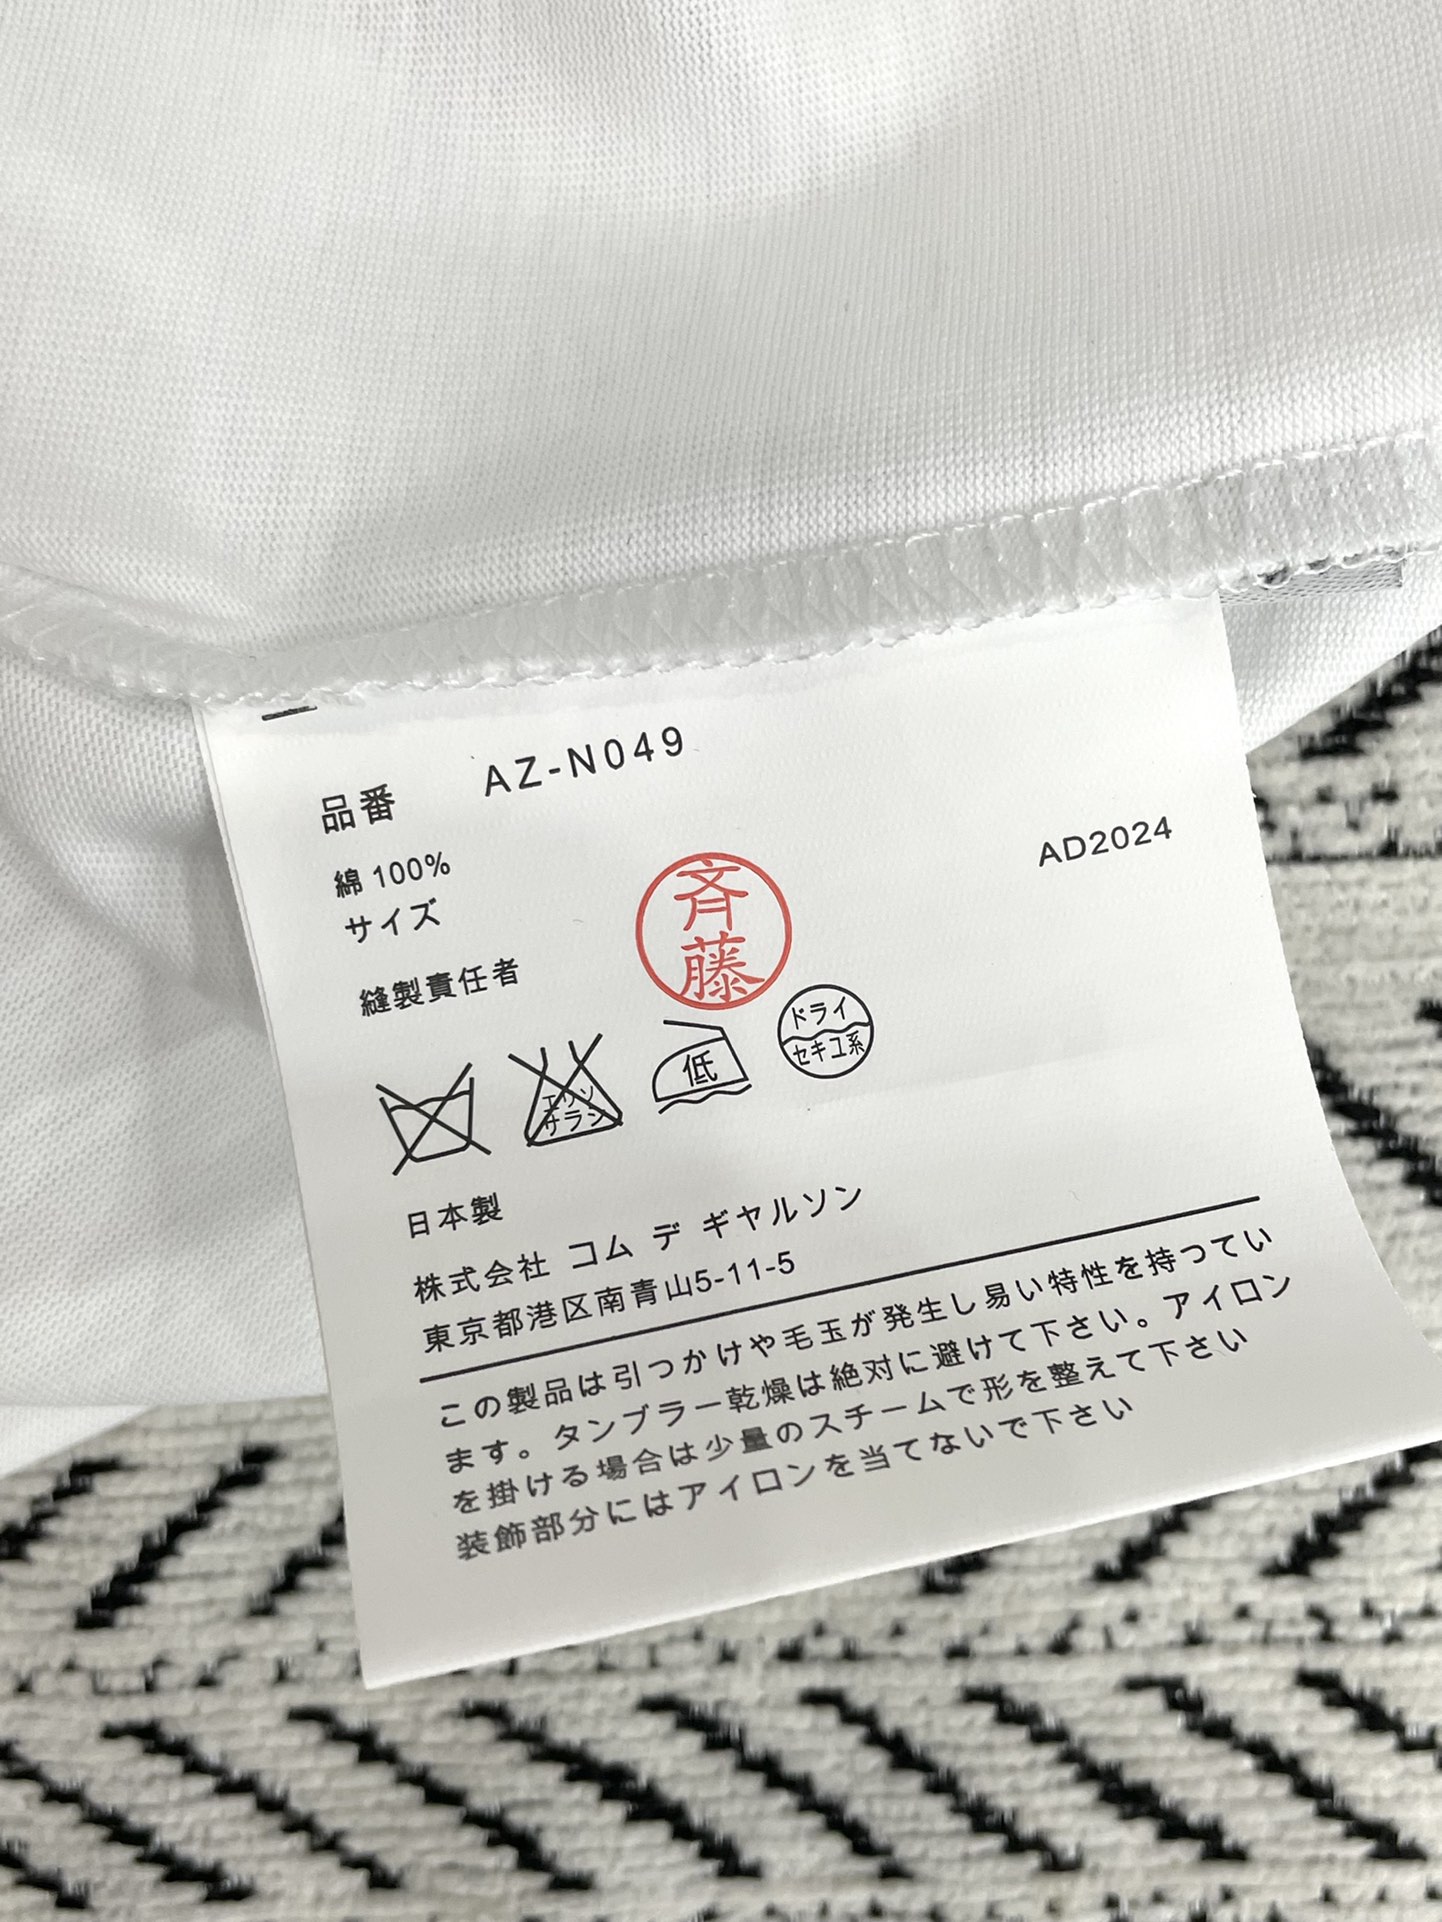 品番 AZ-N049
綿 100%
AD2024
サイズ
斉藤
縫製責任者
エンソ
サラシ
低
ドライ
セキユ系
日本製
株式会社 コム デ ギヤルソン
東京都港区南青山5-11-5
この製品は引つかけや毛玉が発生し易い特性を持つてい
ます。タンブラー乾燥は絶対に避けて下さい。アイロン
を掛ける場合は少量のスチームで形を整えて下さい
装飾部分にはアイロンを当てないで下さい